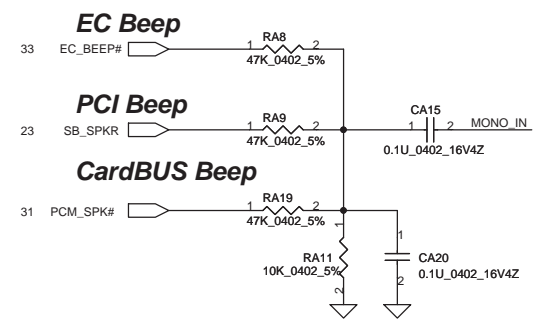 EC Beep
33 EC_BEEP# 1 RA8 2
47K_0402_5%
PCI Beep
23 SB_SPKR 1 RA9 2
47K_0402_5%
CA15
1 2 MONO_IN
0.1U_0402_16V4Z
CardBUS Beep
31 PCM_SPK# 1 RA19 2
47K_0402_5%
1
RA11
10K_0402_5%
2
1
CA20
0.1U_0402_16V4Z
2